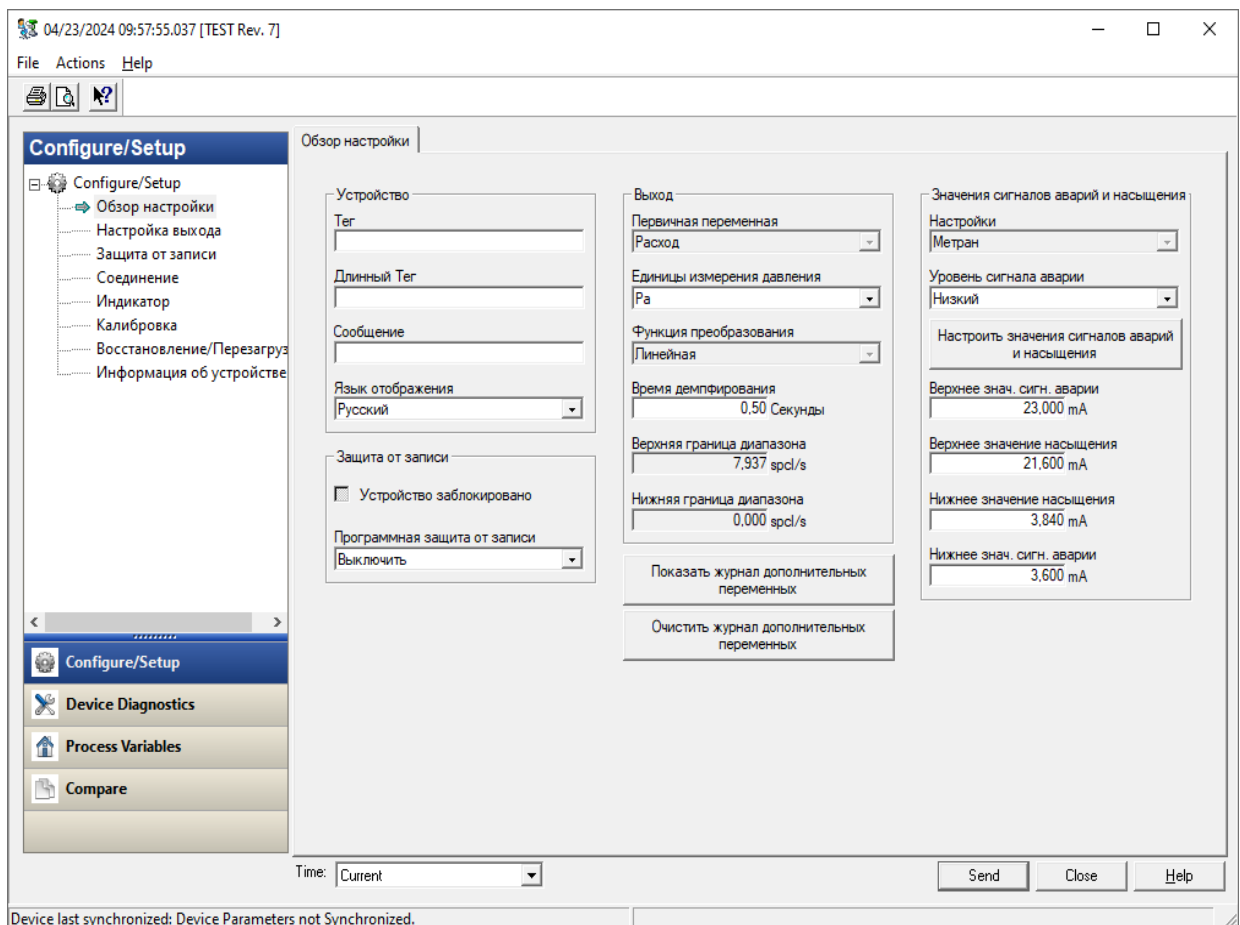 04/23/2024 09:57:55.037 [TEST Rev. 7]
File Actions Help
Configure/Setup
Configure/Setup
Обзор настройки
Настройка выхода
Защита от записи
Соединение
Индикатор
Калибровка
Восстановление/Перезагруз
Информация об устройстве
Configure/Setup
Device Diagnostics
Process Variables
Compare
Обзор настройки
Устройство
Тег
Длинный Тег
Сообщение
Язык отображения
Русский
Защита от записи
Устройство заблокировано
Программная защита от записи
Выключить
Выход
Первичная переменная
Расход
Единицы измерения давления
Pa
Функция преобразования
Линейная
Время демпфирования
0,50 Секунды
Верхняя граница диапазона
7,937 spcl/s
Нижняя граница диапазона
0,000 spcl/s
Показать журнал дополнительных
переменных
Очистить журнал дополнительных
переменных
Значения сигналов аварий и насыщения
Настройки
Метран
Уровень сигнала аварии
Низкий
Настроить значения сигналов аварий
и насыщения
Верхнее знач. сигн. аварии
23,000 mA
Верхнее значение насыщения
21,600 mA
Нижнее значение насыщения
3,840 mA
Нижнее знач. сигн. аварии
3,600 mA
Time: Current
Send Close Help
Device last synchronized: Device Parameters not Synchronized.